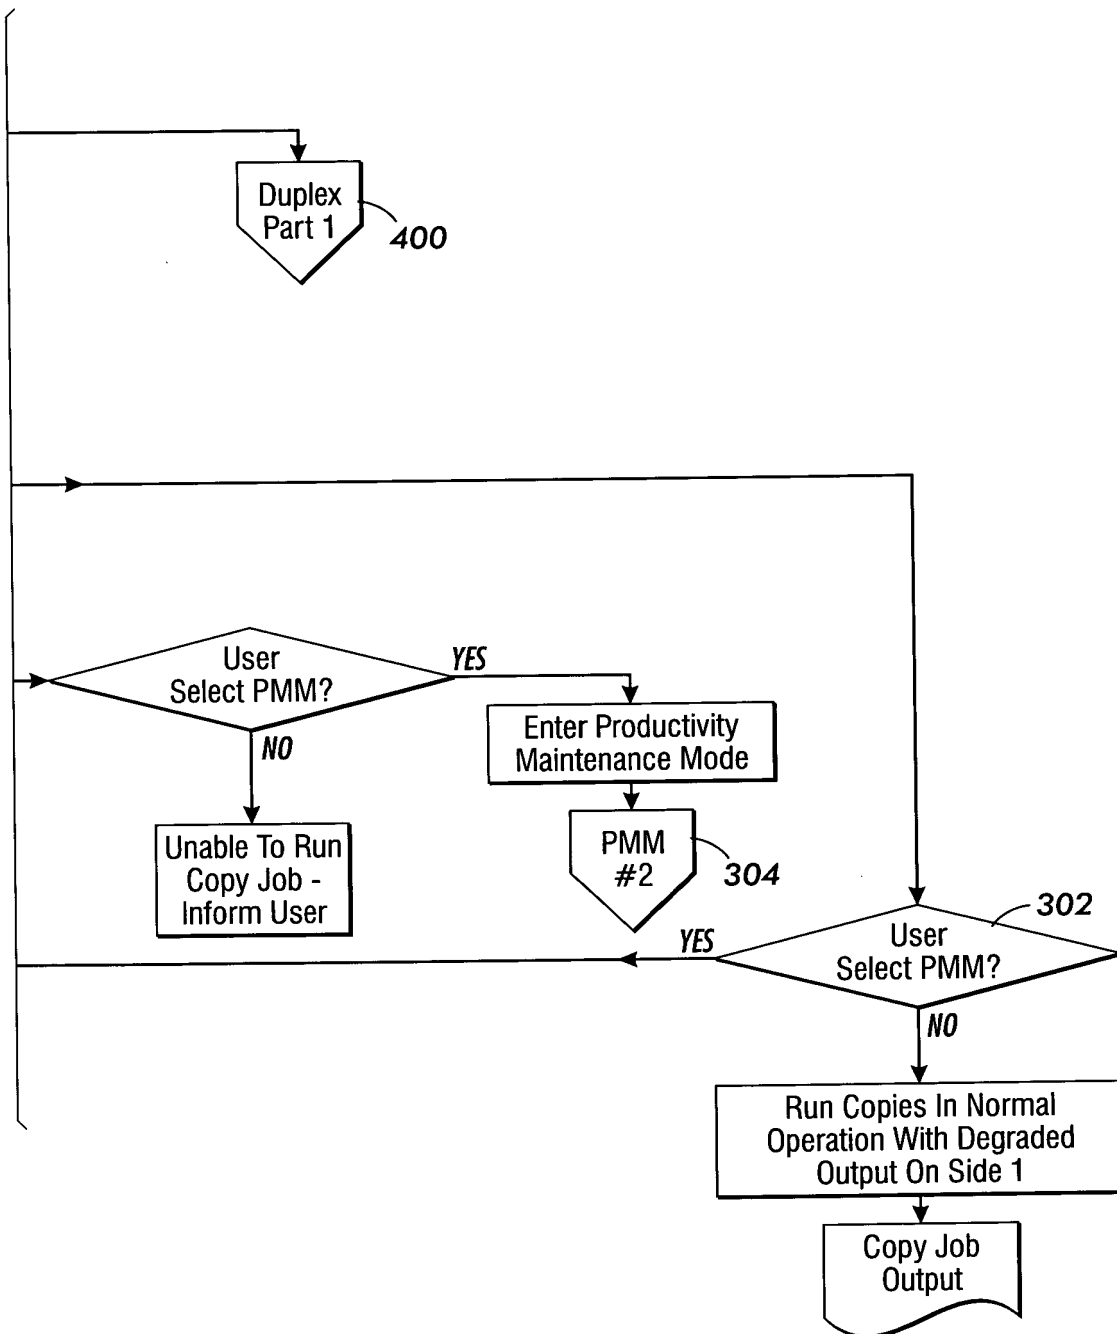 Duplex
Part 1
400
User
Select PMM?
YES
NO
Enter Productivity
Maintenance Mode
Unable To Run
Copy Job -
Inform User
PMM
#2
304
302
User
Select PMM?
YES
NO
Run Copies In Normal
Operation With Degraded
Output On Side 1
Copy Job
Output